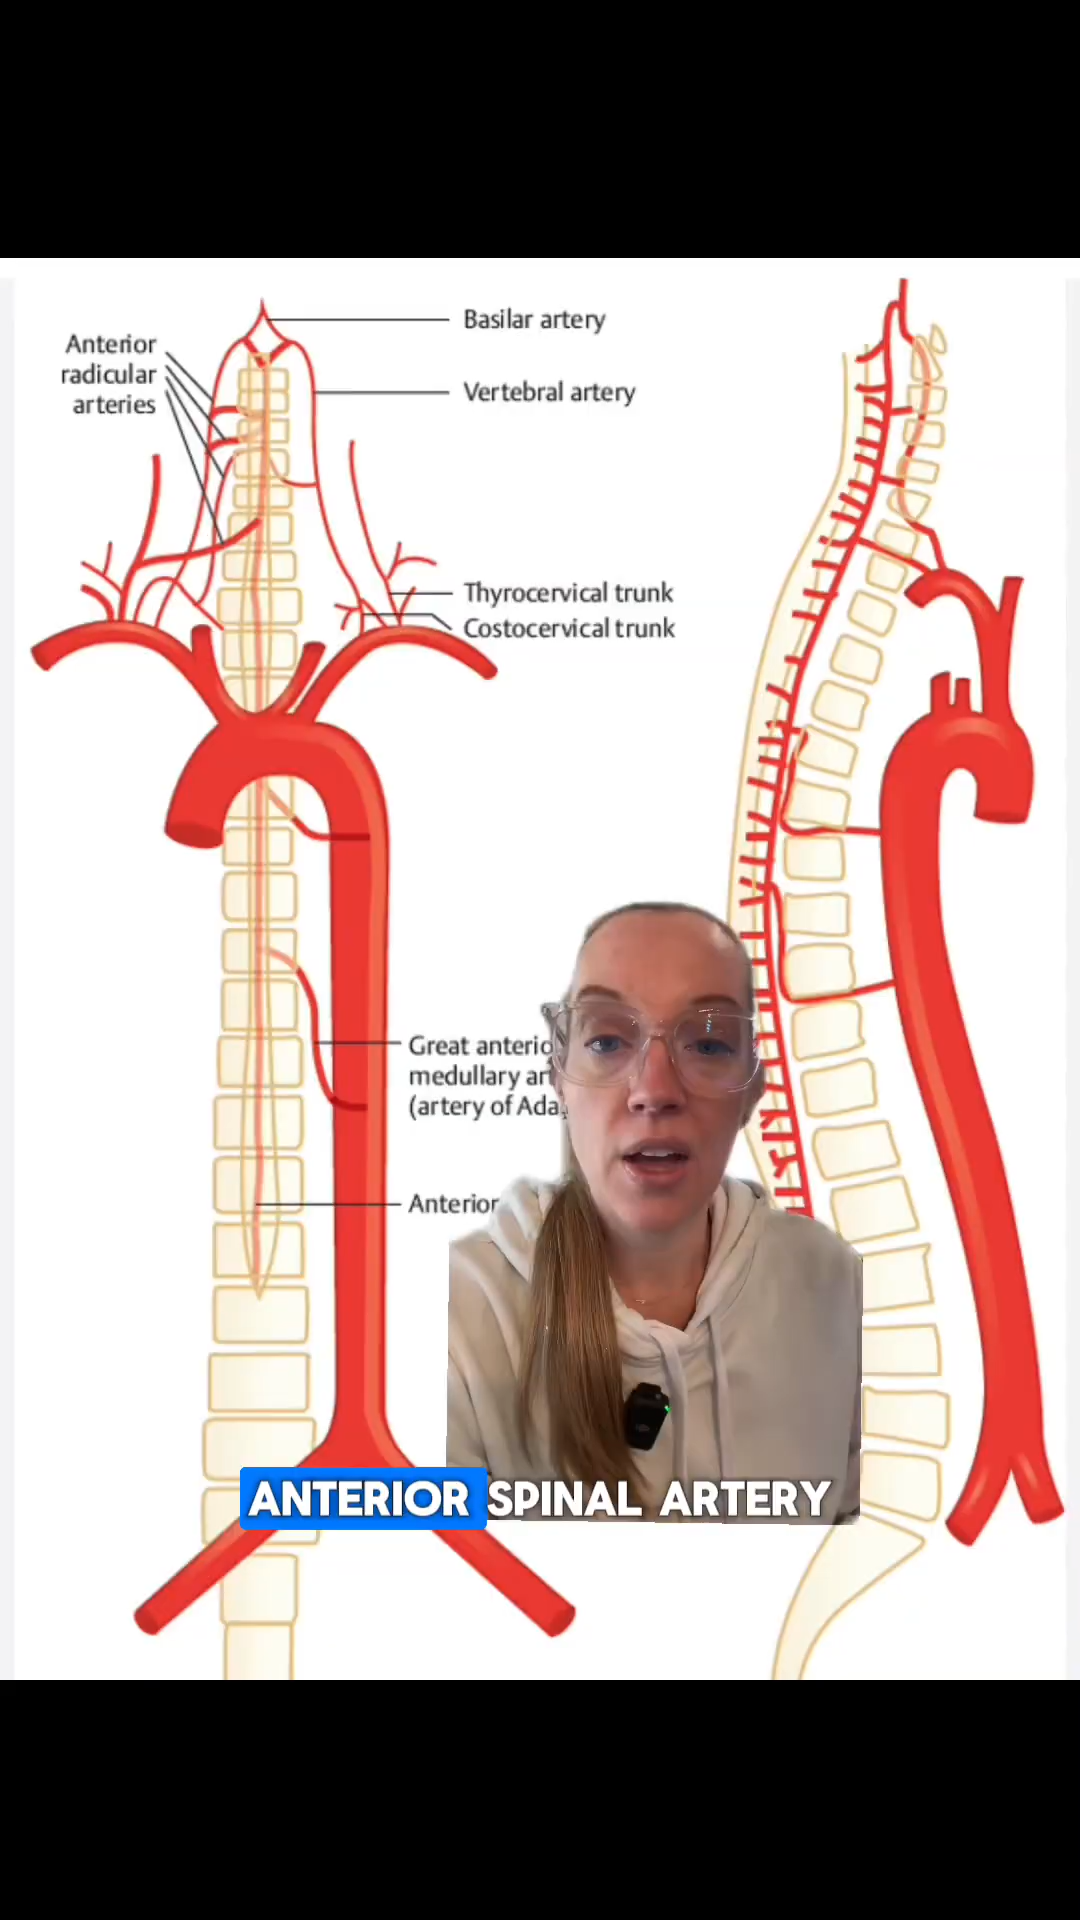 Basilar artery
Anterior
radicular
arteries
Vertebral artery
Thyrocervical trunk
Costocervical trunk
Great anterio
medullary ar
(artery of Ada
Anterior
ANTERIOR SPINAL ARTERY